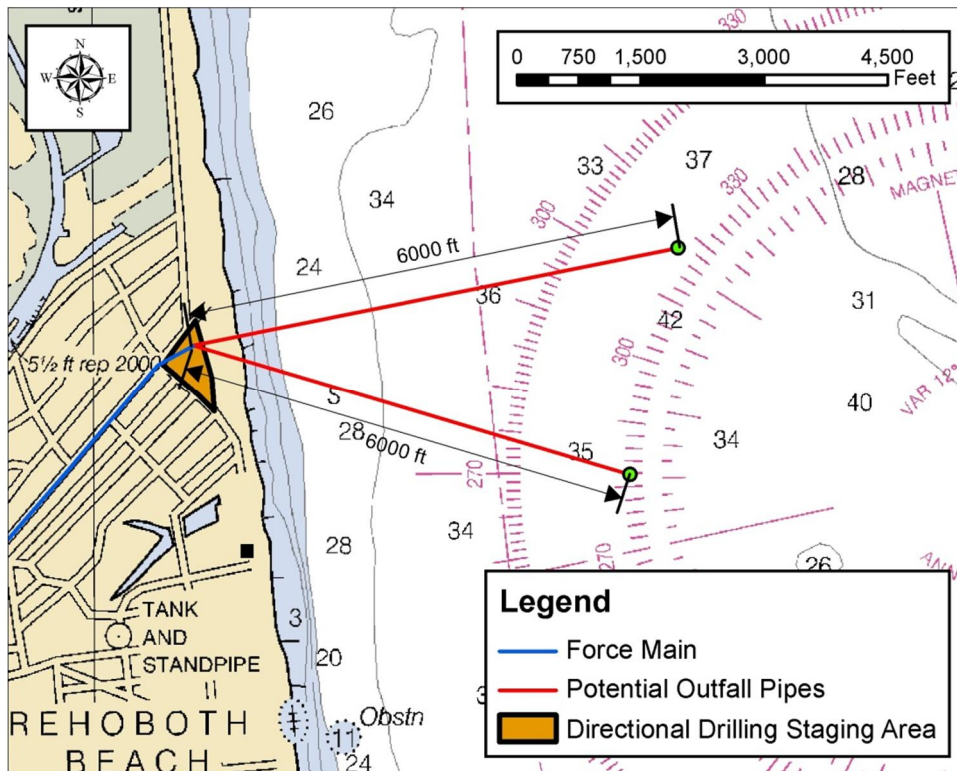 N
W E
S
0 750 1,500 3,000 4,500
Feet
330
26
33
37
28
MAGNET
34
300
330
6000 ft
24
36
31
42
5½ ft rep 2000
300
VAR 12°
40
S
28
6000 ft
35
34
270
34
28
270
26
ANN
Legend
Force Main
Potential Outfall Pipes
Directional Drilling Staging Area
3
TANK
AND
STANDPIPE
20
REHOBOTH
BEACH
Obstn
11
24